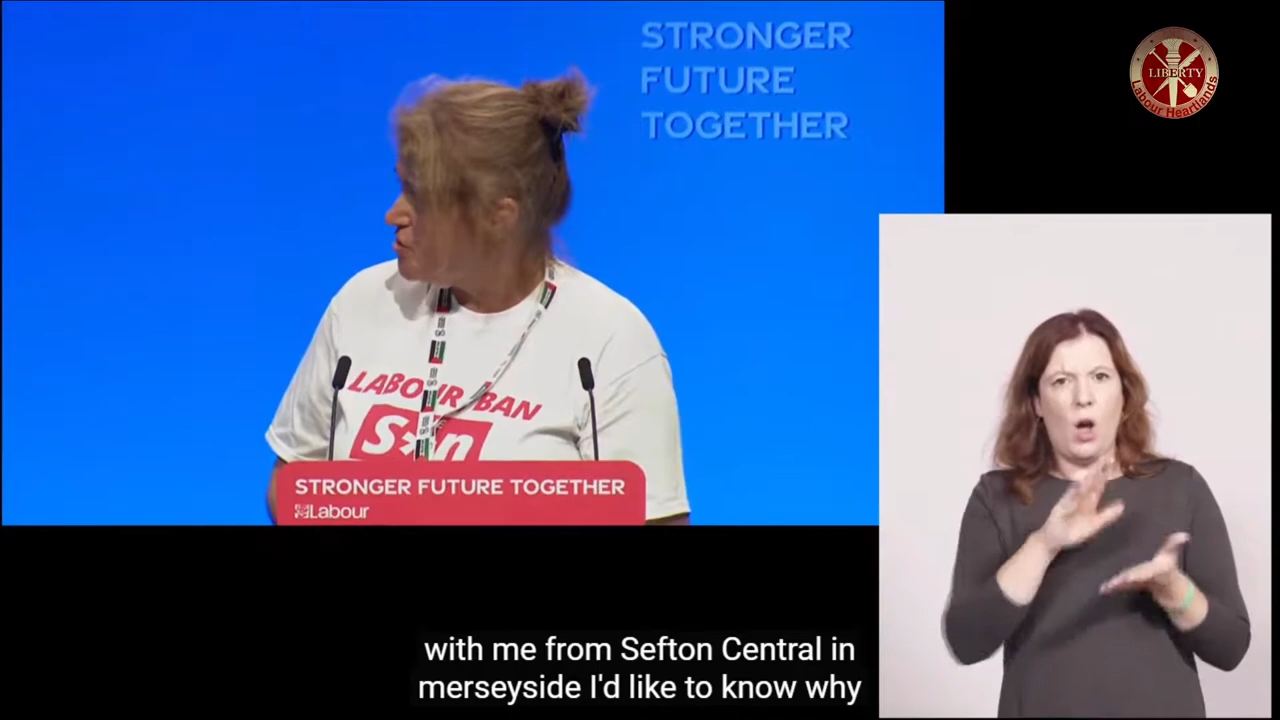 STRONGER
FUTURE
TOGETHER
LIBERTY
Labour Heartlands
LABOUR BAN
S*n
STRONGER FUTURE TOGETHER
Labour
with me from Sefton Central in
merseyside I'd like to know why